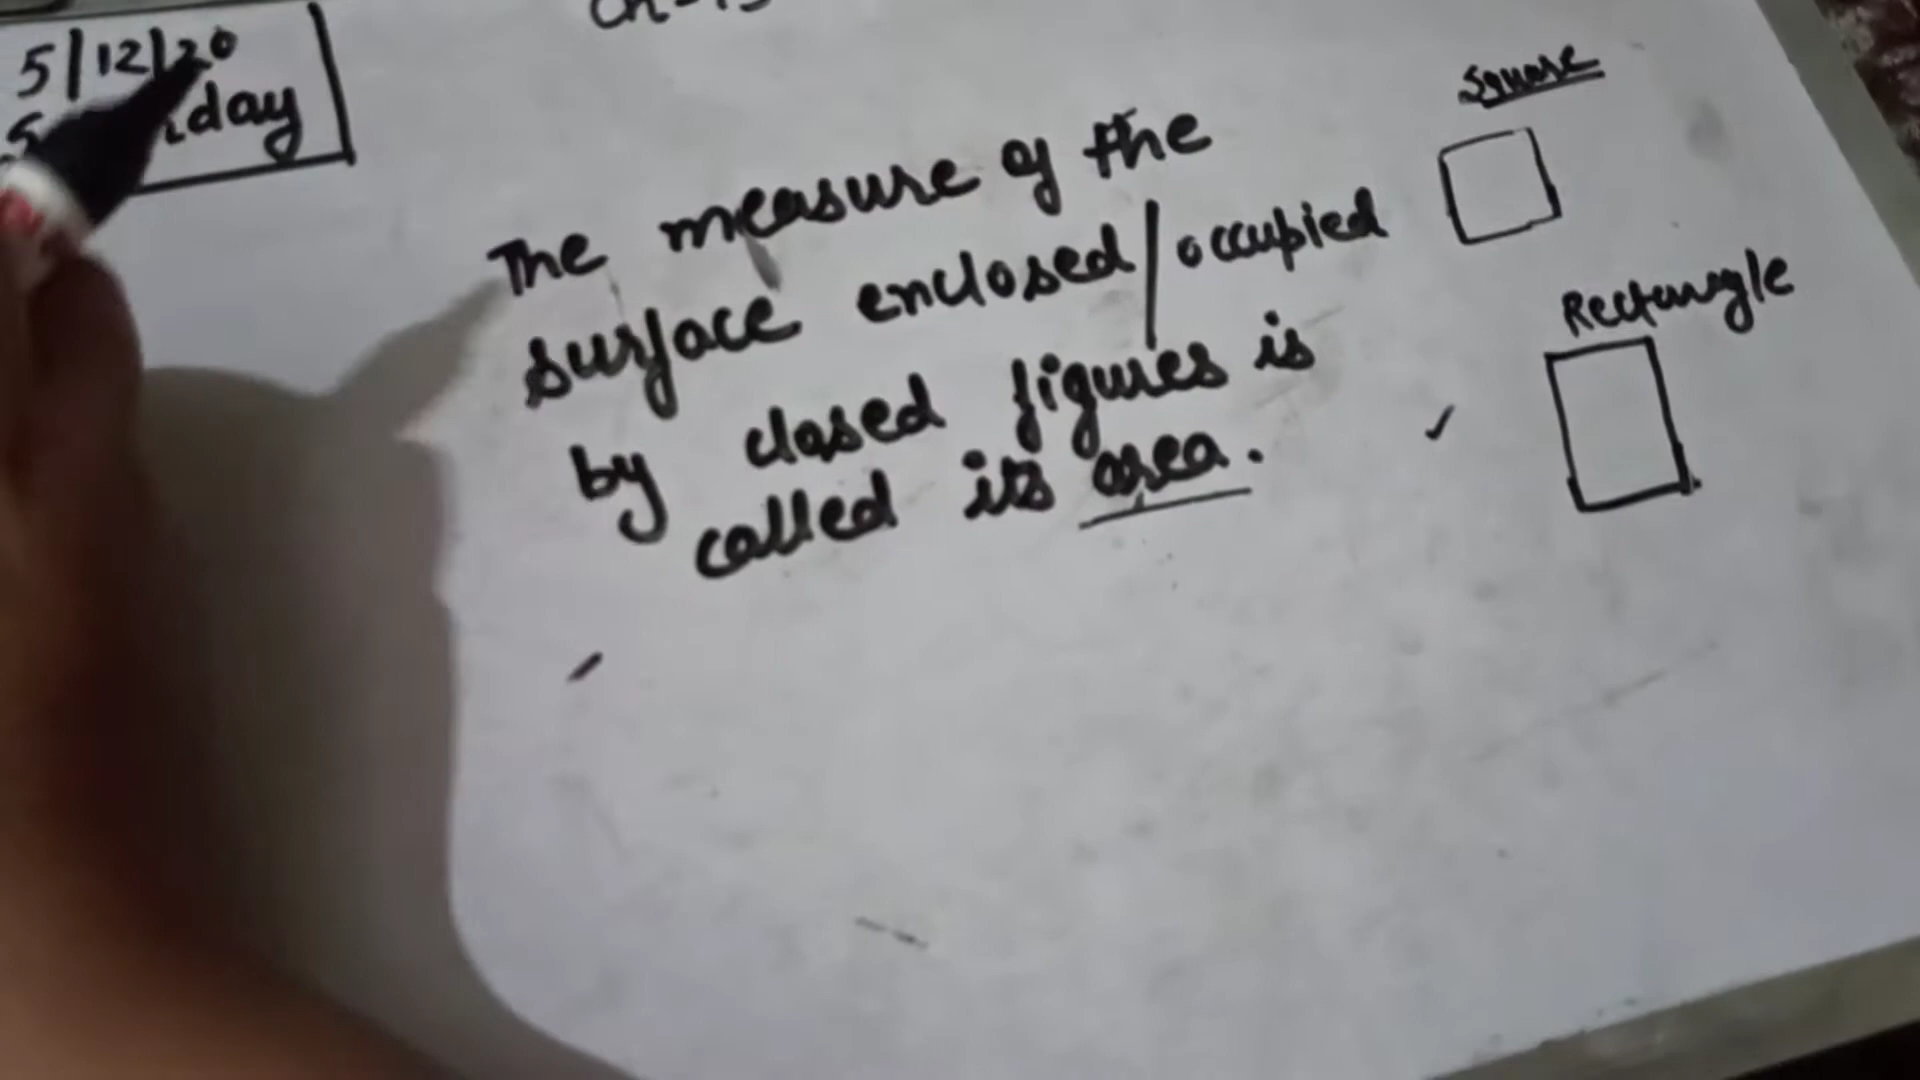 5/12/20
The measure of the
surface enclosed/occupied
by closed figures is
called its area.
Square
Rectangle